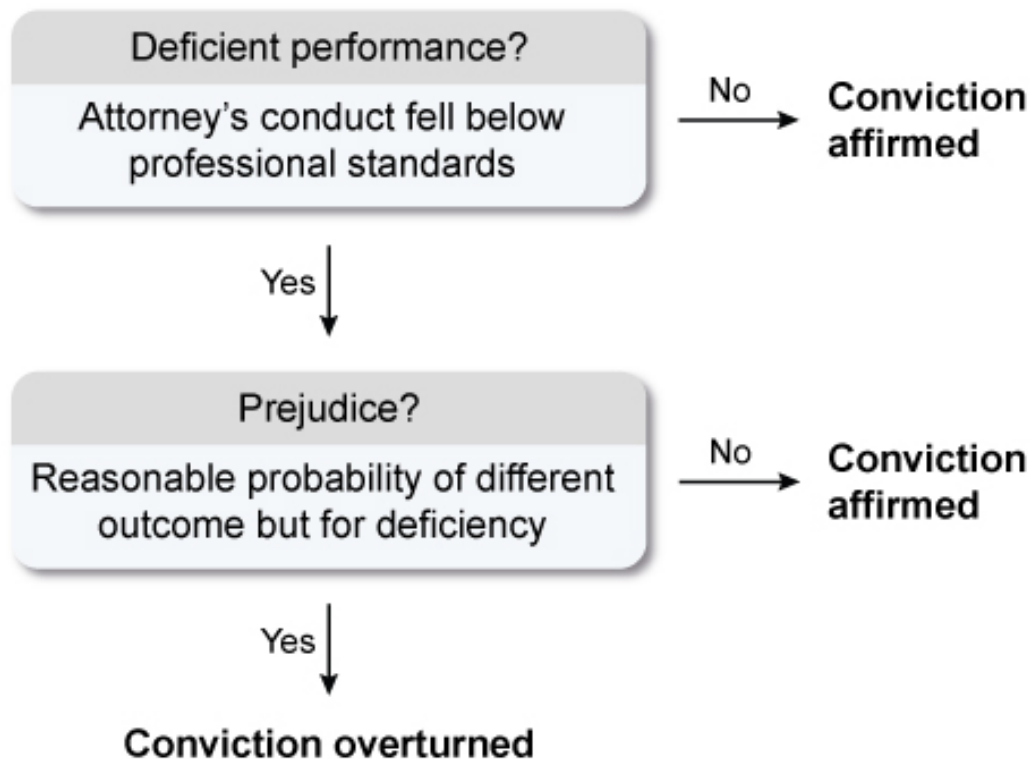 Deficient performance?
Attorney's conduct fell below
professional standards
No
Conviction
affirmed
Yes
Prejudice?
Reasonable probability of different
outcome but for deficiency
No
Conviction
affirmed
Yes
Conviction overturned